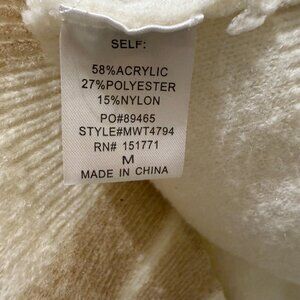 SELF:
58%ACRYLIC
27%POLYESTER
15%NYLON
PO#89465
STYLE#MWT4794
RN# 151771
M
MADE IN CHINA